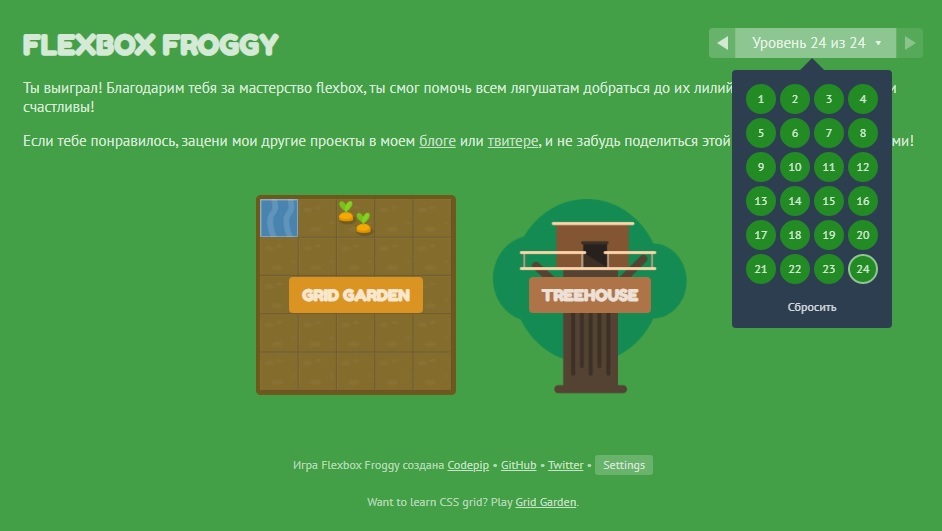 FLEXBOX FROGGY
Уровень 24 из 24
Ты выиграл! Благодарим тебя за мастерство flexbox, ты смог помочь всем лягушатам добраться до их лилий
счастливы!
Если тебе понравилось, зацени мои другие проекты в моем блоге или твитере, и не забудь поделиться этой ми!
1 2 3 4
5 6 7 8
9 10 11 12
13 14 15 16
17 18 19 20
21 22 23 24
Сбросить
GRID GARDEN
TREEHOUSE
Игра Flexbox Froggy создана Codepip • GitHub • Twitter • Settings
Want to learn CSS grid? Play Grid Garden.